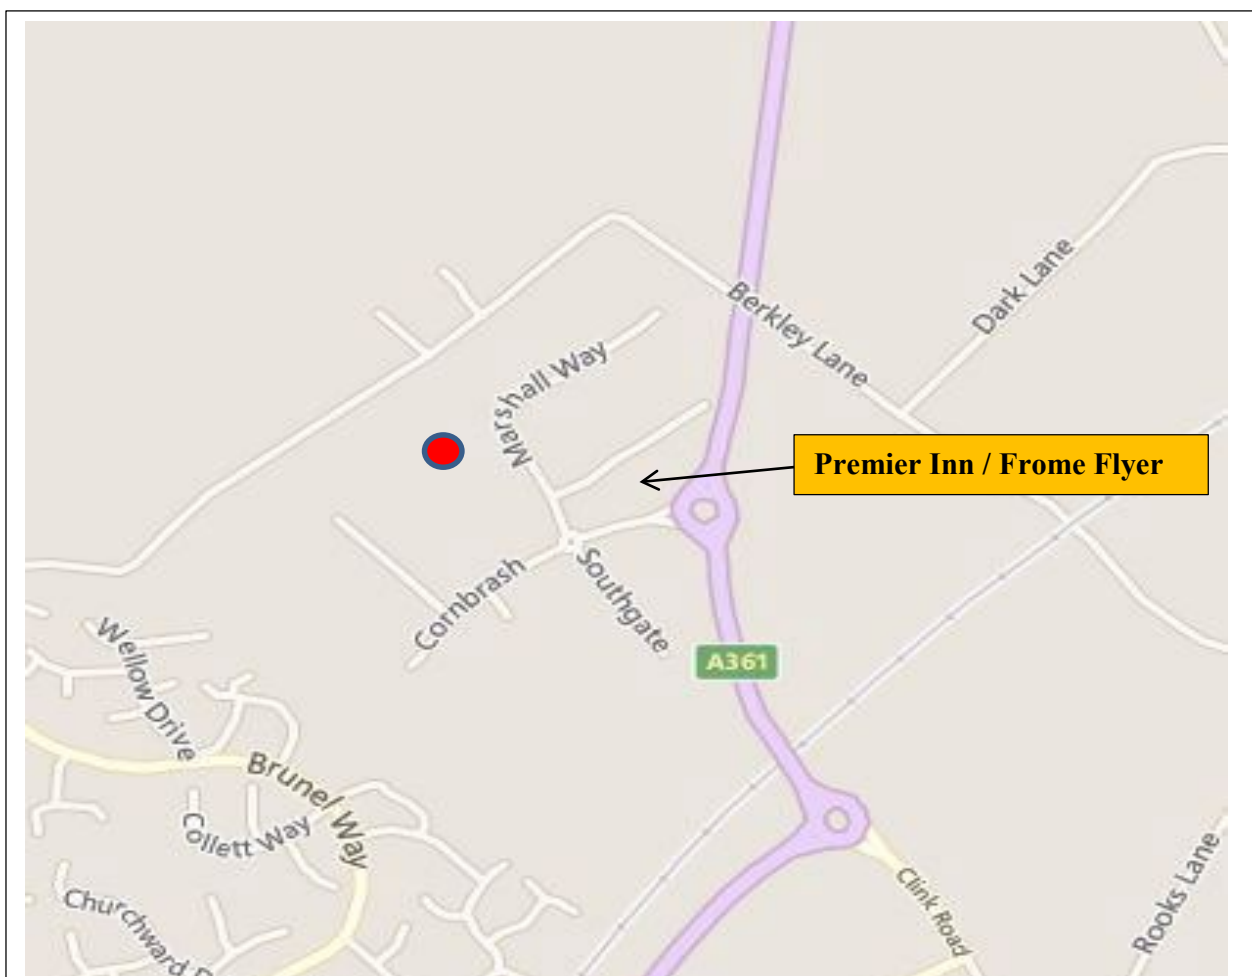 Berkley Lane
Dark Lane
Marshall Way
Premier Inn / Frome Flyer
Cornbrash
Southgate
A361
Wellow Drive
Brunel Way
Collett Way
Clink Road
Rooks Lane
Churchward